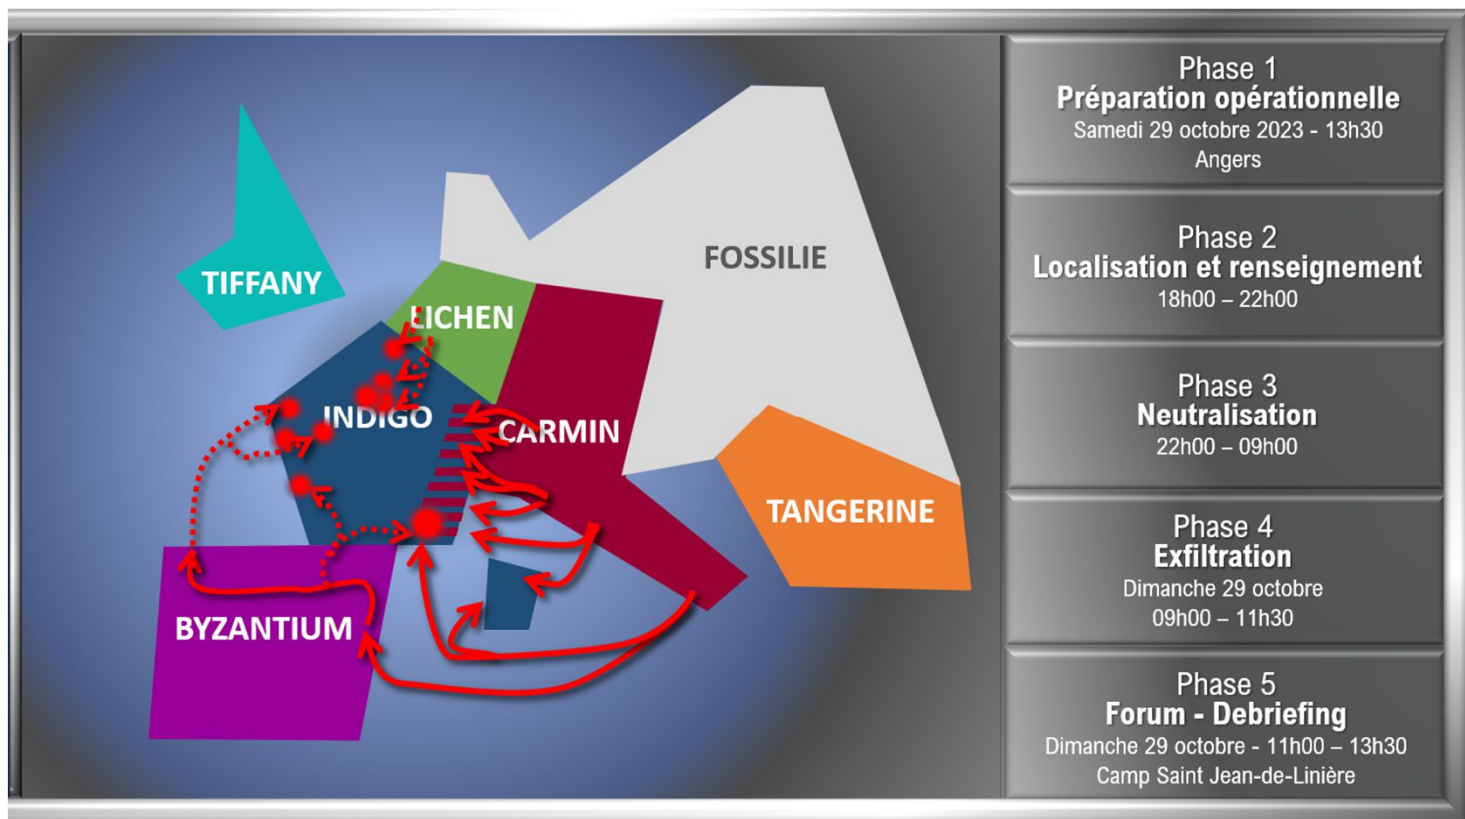 TIFFANY
LICHEN
FOSSILIE
INDIGO
CARMIN
TANGERINE
BYZANTIUM
Phase 1
Préparation opérationnelle
Samedi 29 octobre 2023 - 13h30
Angers
Phase 2
Localisation et renseignement
18h00 – 22h00
Phase 3
Neutralisation
22h00 – 09h00
Phase 4
Exfiltration
Dimanche 29 octobre
09h00 – 11h30
Phase 5
Forum - Debriefing
Dimanche 29 octobre - 11h00 – 13h30
Camp Saint Jean-de-Linière